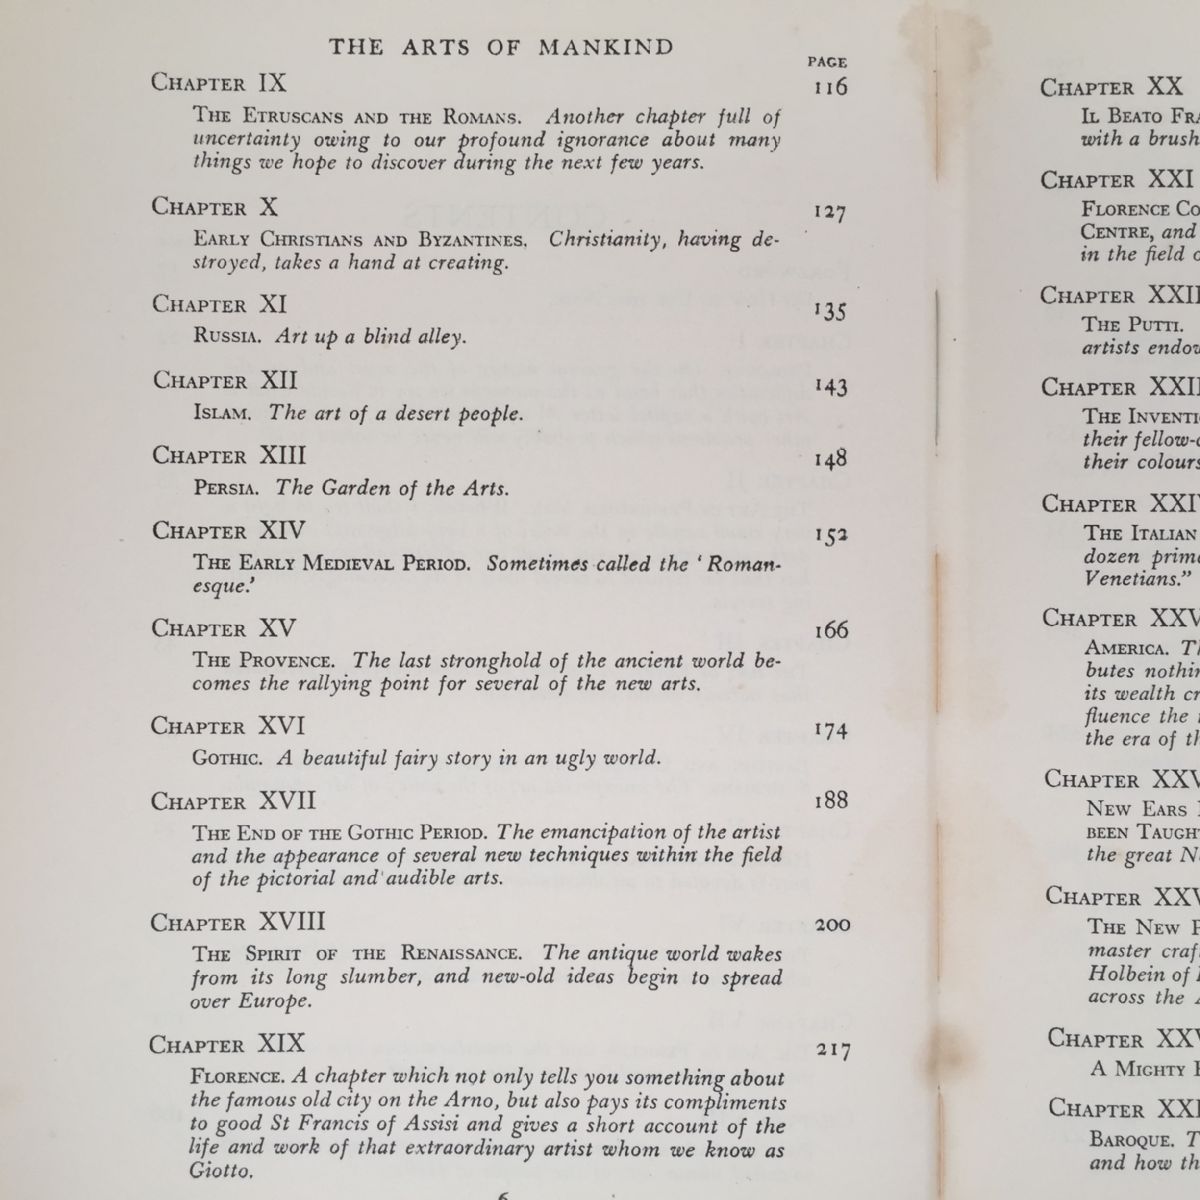 THE ARTS OF MANKIND
PAGE
CHAPTER IX 116
THE ETRUSCANS AND THE ROMANS. Another chapter full of
uncertainty owing to our profound ignorance about many
things we hope to discover during the next few years.
CHAPTER X 127
EARLY CHRISTIANS AND BYZANTINES. Christianity, having de-
stroyed, takes a hand at creating.
CHAPTER XI 135
RUSSIA. Art up a blind alley.
CHAPTER XII 143
ISLAM. The art of a desert people.
CHAPTER XIII 148
PERSIA. The Garden of the Arts.
CHAPTER XIV 152
THE EARLY MEDIEVAL PERIOD. Sometimes called the ‘Roman-
esque.’
CHAPTER XV 166
THE PROVENCE. The last stronghold of the ancient world be-
comes the rallying point for several of the new arts.
CHAPTER XVI 174
GOTHIC. A beautiful fairy story in an ugly world.
CHAPTER XVII 188
THE END OF THE GOTHIC PERIOD. The emancipation of the artist
and the appearance of several new techniques within the field
of the pictorial and audible arts.
CHAPTER XVIII 200
THE SPIRIT OF THE RENAISSANCE. The antique world wakes
from its long slumber, and new-old ideas begin to spread
over Europe.
CHAPTER XIX 217
FLORENCE. A chapter which not only tells you something about
the famous old city on the Arno, but also pays its compliments
to good St Francis of Assisi and gives a short account of the
life and work of that extraordinary artist whom we know as
Giotto.
6
CHAPTER XX
IL BEATO
with a brush
CHAPTER XXI
FLORENCE
CENTRE, and
in the field
CHAPTER
THE PUTTI.
artists
CHAPTER
THE
their
their colours
CHAPTER
THE ITALIAN
dozen
Venetians.”
CHAPTER
AMERICA.
butes
its wealth
fluence the
the era of
CHAPTER
NEW EARS
BEEN
the great
CHAPTER
THE NEW
master
Holbein of
across the
CHAPTER
A MIGHTY
CHAPTER
BAROQUE.
and how